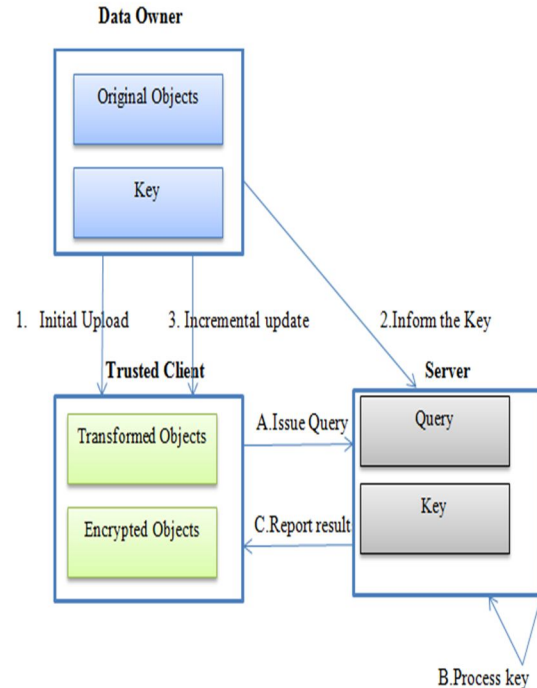 Data Owner
Original Objects
Key
1. Initial Upload
3. Incremental update
2.Inform the Key
Trusted Client
Server
Transformed Objects
A.Issue Query
Query
Encrypted Objects
C.Report result
Key
B.Process key